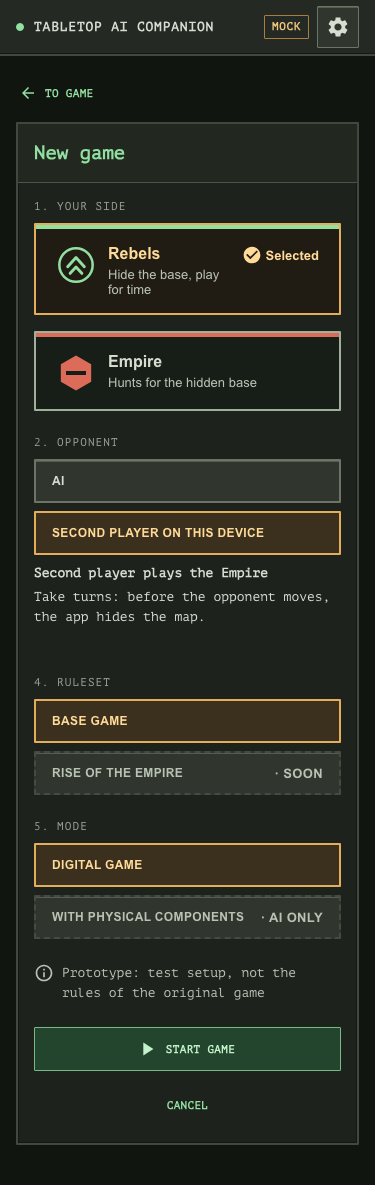 TABLETOP AI COMPANION
MOCK
TO GAME
New game
1. YOUR SIDE
Rebels
Selected
Hide the base, play
for time
Empire
Hunts for the hidden base
2. OPPONENT
AI
SECOND PLAYER ON THIS DEVICE
Second player plays the Empire
Take turns: before the opponent moves,
the app hides the map.
4. RULESET
BASE GAME
RISE OF THE EMPIRE · SOON
5. MODE
DIGITAL GAME
WITH PHYSICAL COMPONENTS · AI ONLY
Prototype: test setup, not the
rules of the original game
START GAME
CANCEL